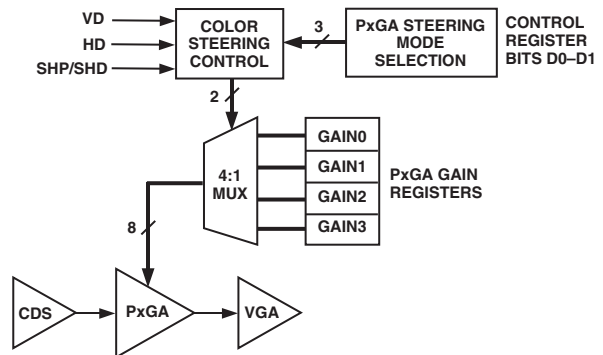 VD
HD
SHP/SHD
COLOR
STEERING
CONTROL
3
PxGA STEERING
MODE
SELECTION
CONTROL
REGISTER
BITS D0–D1
2
4:1
MUX
GAIN0
GAIN1
GAIN2
GAIN3
PxGA GAIN
REGISTERS
8
CDS
PxGA
VGA